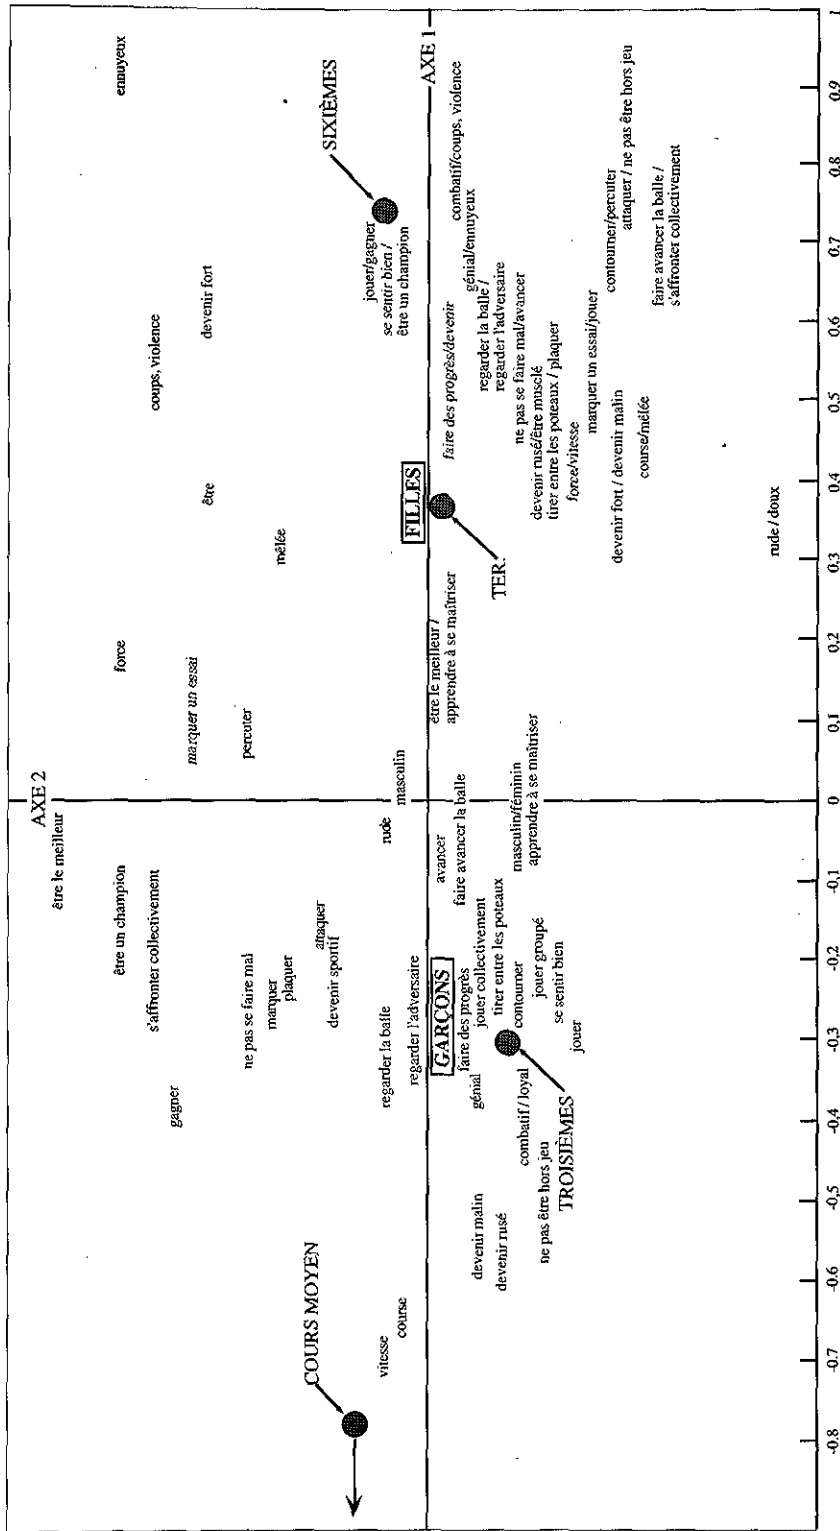 AXE 2
être le meilleur
être un champion
s'affronter collectivement
gagner
force
ennuyeux
coups, violence
marquer un essai
être
devenir fort
percuter
ne pas se faire mal
marquer
plaquer
mêlée
attaquer
devenir sportif
COURS MOYEN
SIXIÈMES
vitesse
course
regarder la balle
regarder l'adversaire
rude
masculin
jouer/gagner
se sentir bien /
être un champion
FILLES
AXE 1
GARÇONS
avancer
faire avancer la balle
être le meilleur /
apprendre à se maîtriser
faire des progrès/devenir
combatif/coups, violence
génial/ennuyeux
faire des progrès
génial
jouer collectivement
tirer entre les poteaux
contourner
jouer groupé
se sentir bien
jouer
devenir malin
devenir rusé
combatif / loyal
ne pas être hors jeu
TROISIÈMES
masculin/féminin
apprendre à se maîtriser
TER.
regarder la balle /
regarder l'adversaire
ne pas se faire mal/avancer
devenir rusé/être musclé
tirer entre les poteaux / plaquer
force/vitesse
marquer un essai/jouer
contourner/percuter
attaquer / ne pas être hors jeu
devenir fort / devenir malin
course/mêlée
faire avancer la balle /
s'affronter collectivement
rude / doux
-0,8 -0,7 -0,6 -0,5 -0,4 -0,3 -0,2 -0,1 0 0,1 0,2 0,3 0,4 0,5 0,6 0,7 0,8 0,9 1